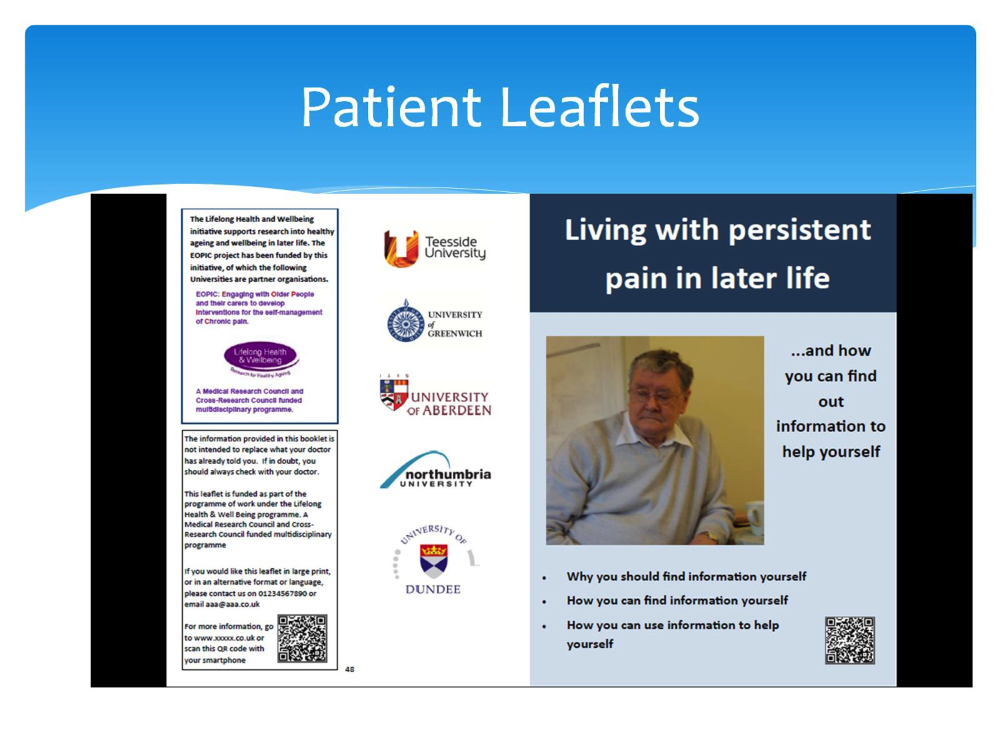 Patient Leaflets
The Lifelong Health and Wellbeing
initiative supports research into healthy
ageing and wellbeing in later life. The
EOPIC project has been funded by this
initiative, of which the following
Universities are partner organisations.
EOPIC: Engaging with Older People
and their carers to develop
Interventions for the self-management
of Chronic pain.
Lifelong Health
& Wellbeing
Research for Healthy Ageing
A Medical Research Council and
Cross-Research Council funded
multidisciplinary programme.
The information provided in this booklet is
not intended to replace what your doctor
has already told you. If in doubt, you
should always check with your doctor.
This leaflet is funded as part of the
programme of work under the Lifelong
Health & Well Being programme. A
Medical Research Council and Cross-
Research Council funded multidisciplinary
programme
If you would like this leaflet in large print,
or in an alternative format or language,
please contact us on 01234567890 or
email aaa@aaa.co.uk
For more information, go
to www.xxxxx.co.uk or
scan this QR code with
your smartphone
48
Teesside
University
UNIVERSITY
of
GREENWICH
1495
UNIVERSITY
OF ABERDEEN
northumbria
UNIVERSITY
UNIVERSITY OF
DUNDEE
Living with persistent
pain in later life
...and how
you can find
out
information to
help yourself
• Why you should find information yourself
• How you can find information yourself
• How you can use information to help
yourself